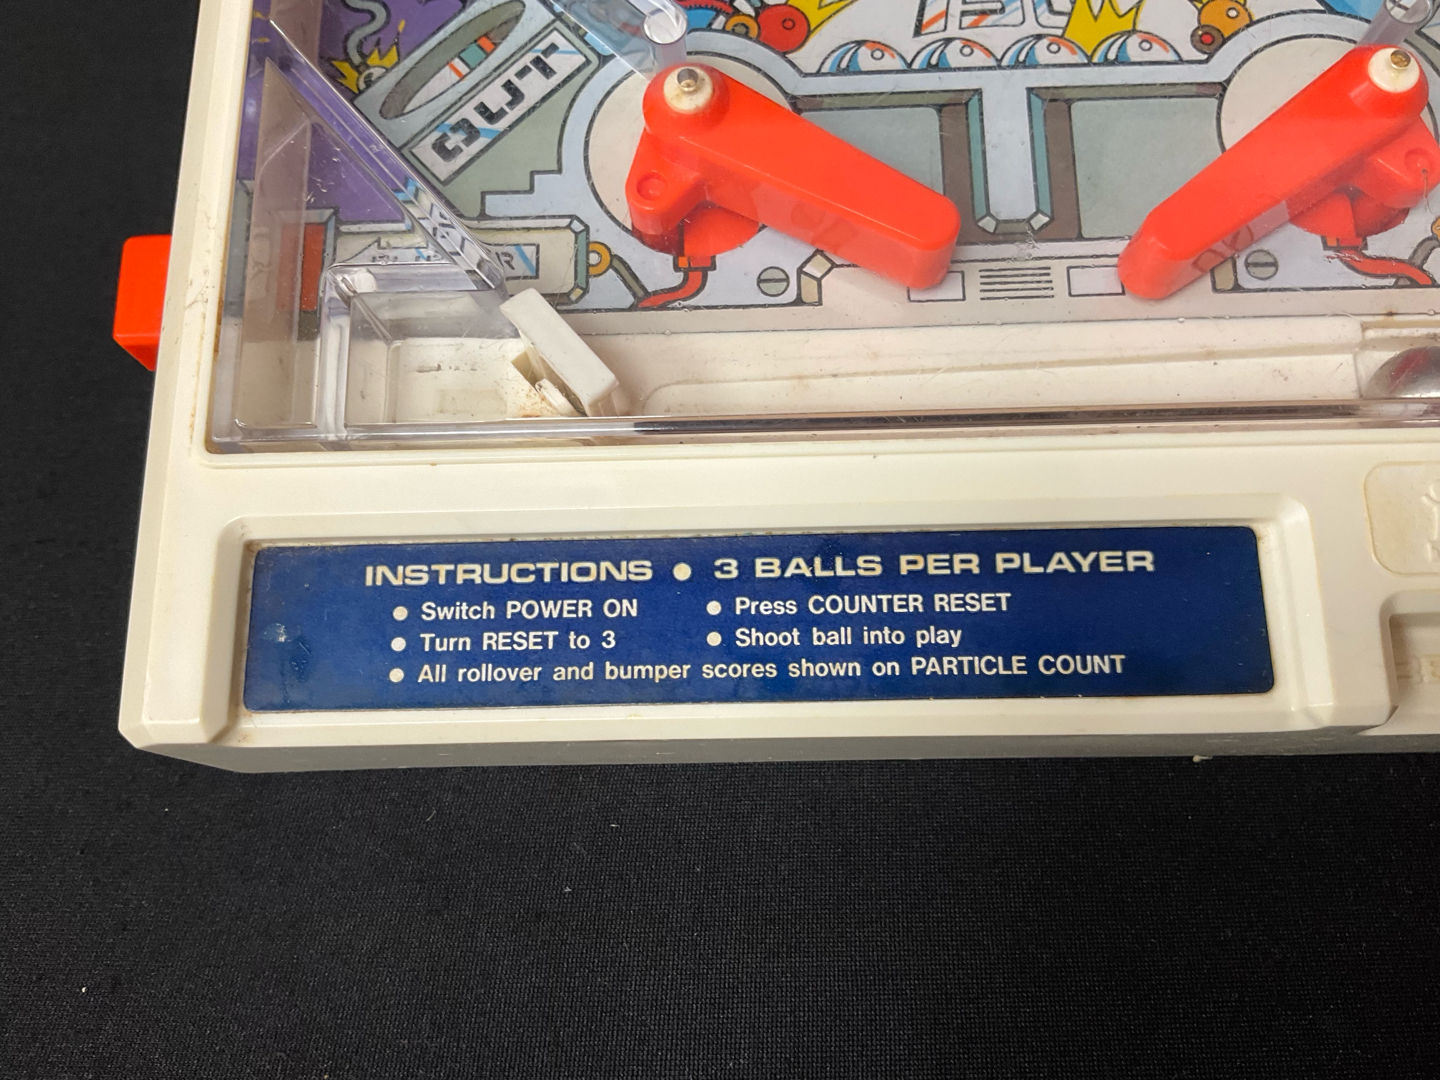 OUT
INSTRUCTIONS ● 3 BALLS PER PLAYER
● Switch POWER ON ● Press COUNTER RESET
● Turn RESET to 3 ● Shoot ball into play
● All rollover and bumper scores shown on PARTICLE COUNT